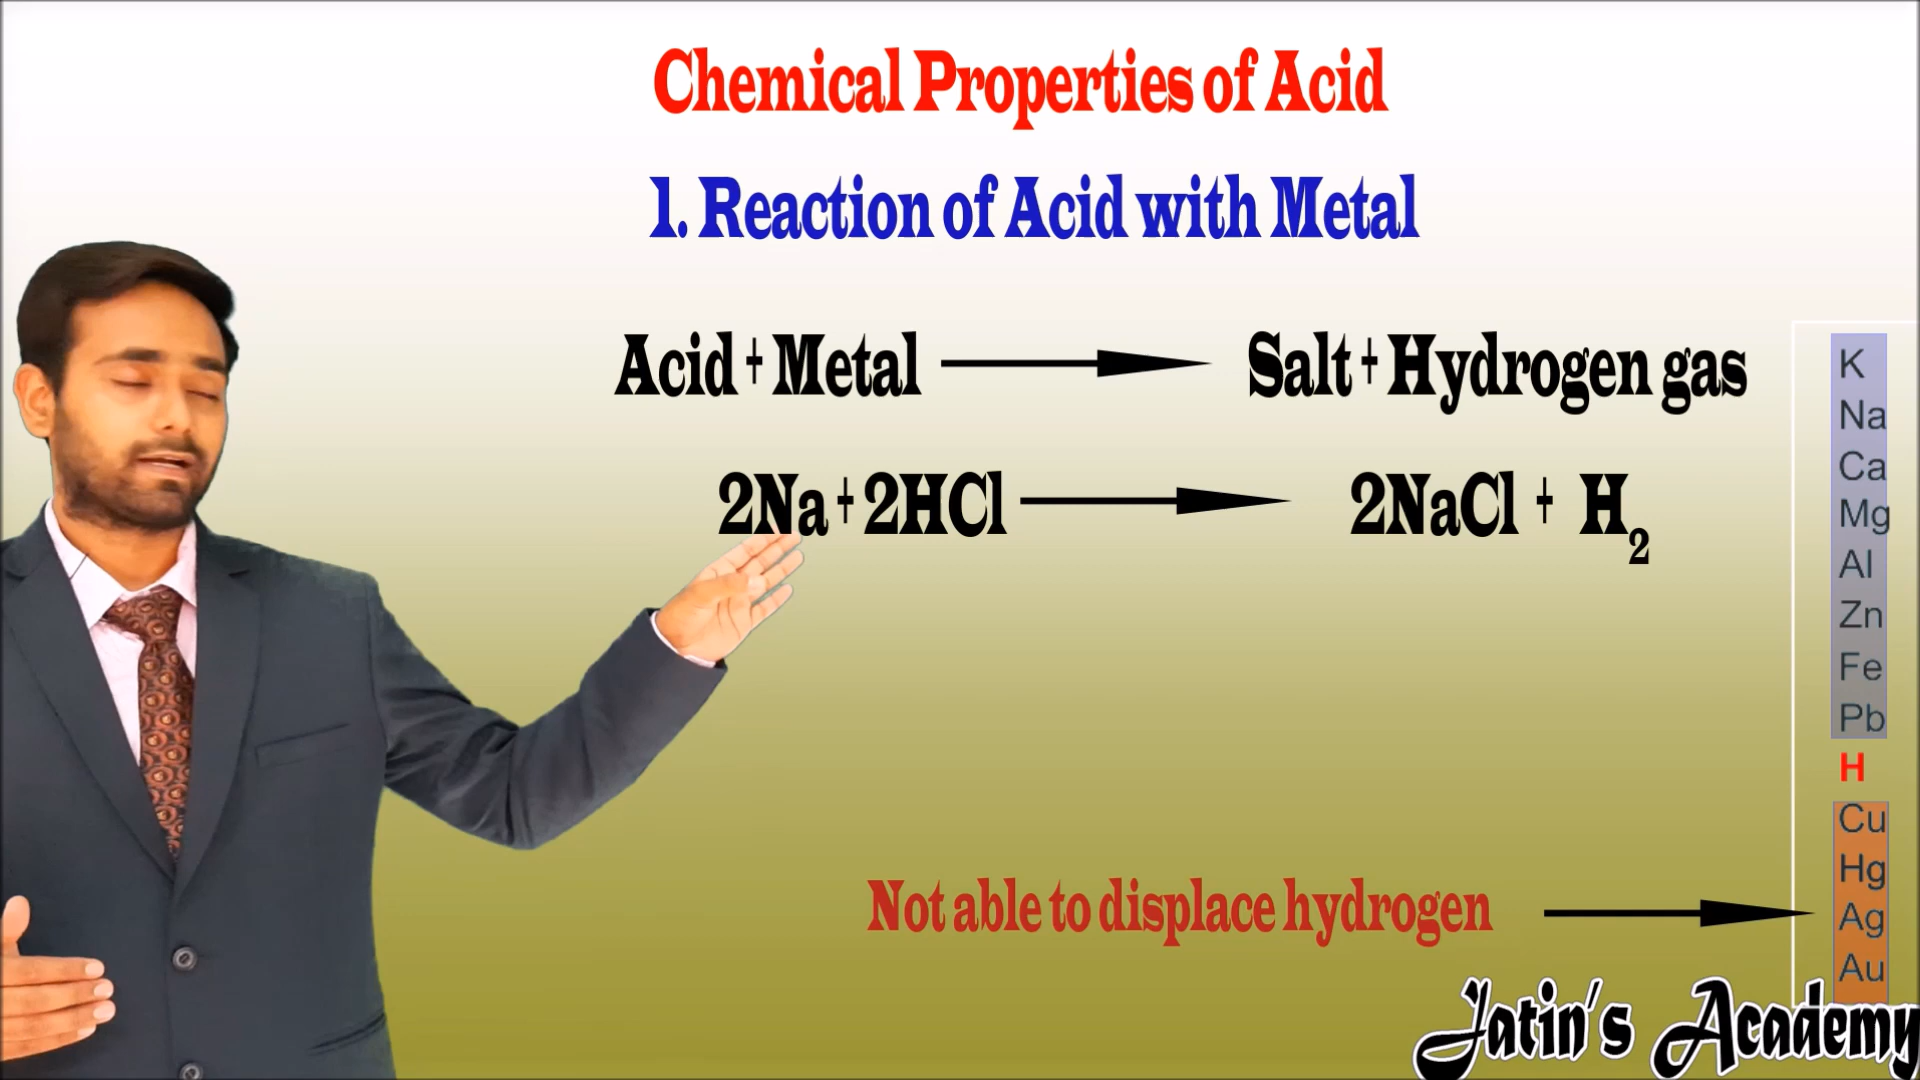 Chemical Properties of Acid
1. Reaction of Acid with Metal
Acid + Metal Salt + Hydrogen gas
2Na + 2HCl 2NaCl + H2
K
Na
Ca
Mg
Al
Zn
Fe
Pb
H
Cu
Hg
Ag
Au
Not able to displace hydrogen
Jatin's Academy